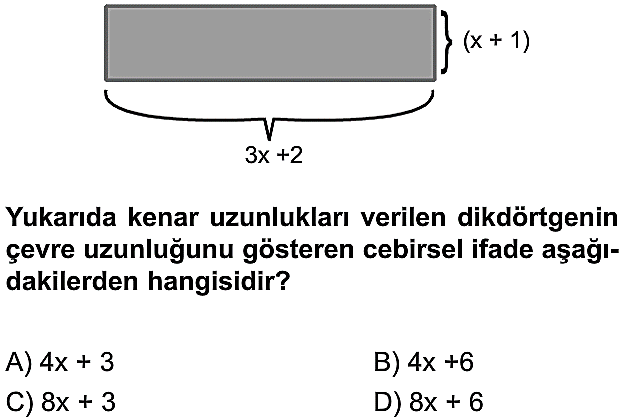 (x + 1)
3x +2
Yukarıda kenar uzunlukları verilen dikdörtgenin
çevre uzunluğunu gösteren cebirsel ifade aşağı-
dakilerden hangisidir?
A) 4x + 3 B) 4x +6
C) 8x + 3 D) 8x + 6